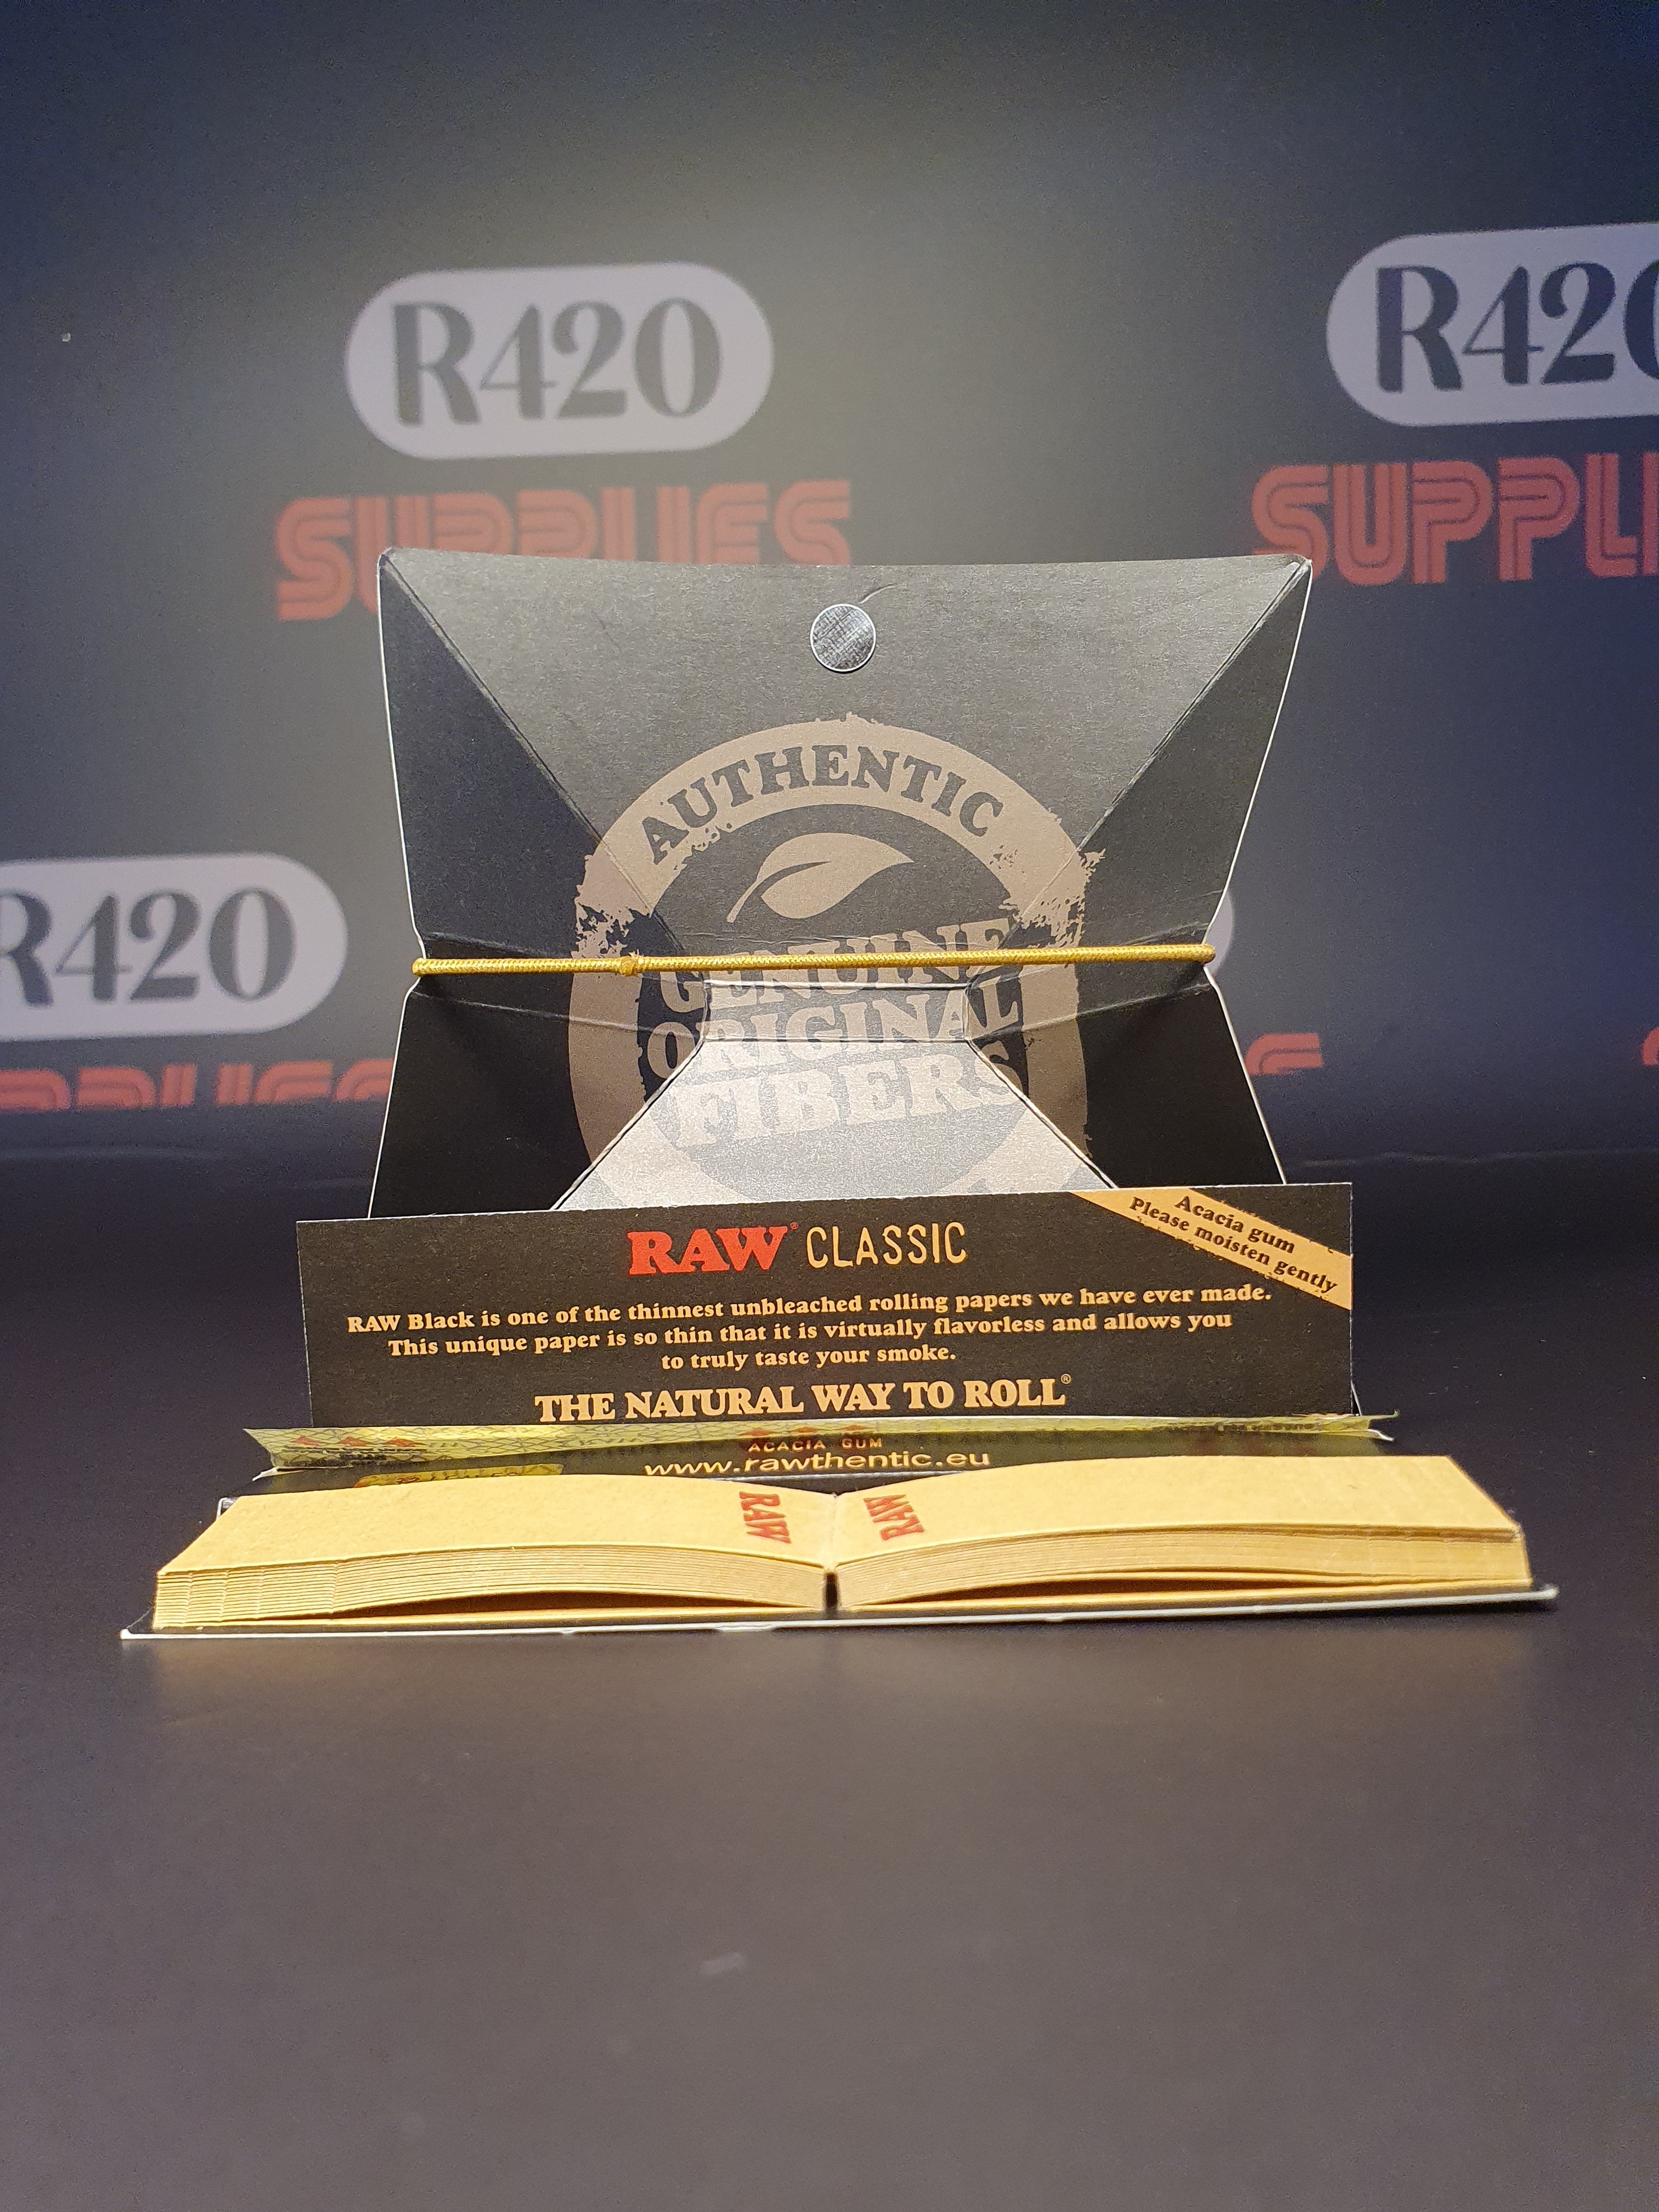 R420
SUPPLIES
R420
SUPPLI
R420
AUTHENTIC
GENUINE
ORIGINAL
FIBERS
RAW® CLASSIC
Acacia gum
Please moisten gently
RAW Black is one of the thinnest unbleached rolling papers we have ever made.
This unique paper is so thin that it is virtually flavorless and allows you
to truly taste your smoke.
THE NATURAL WAY TO ROLL®
ACACIA GUM
www.rawthentic.eu
RAW
RAW